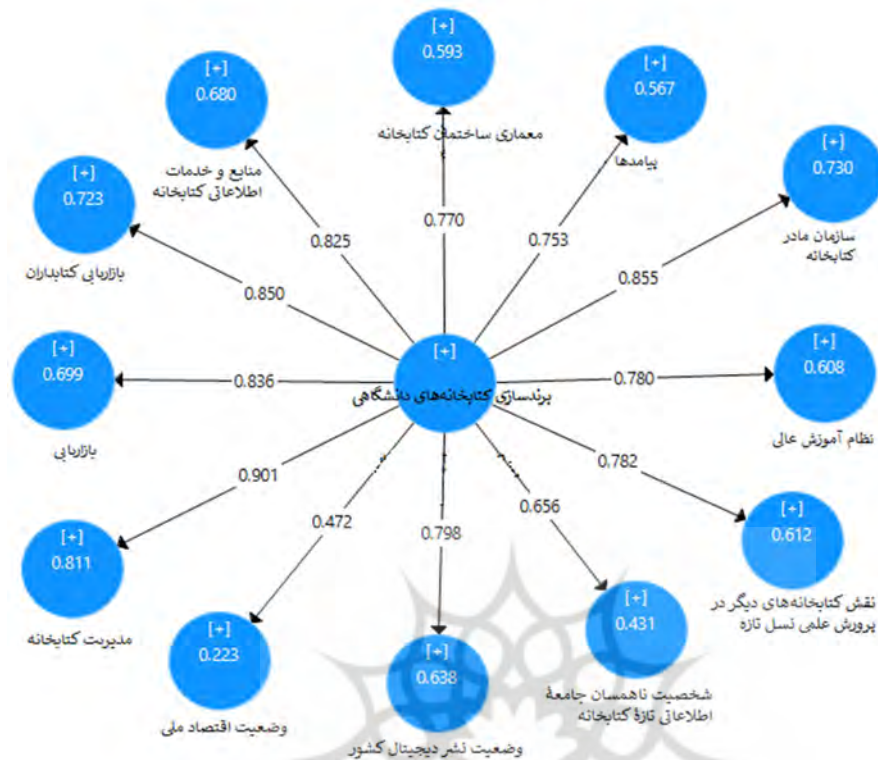 [+]
0.593
معماری ساختمان کتابخانه
[+]
0.567
پیامدها
[+]
0.680
منابع و خدمات
اطلاعاتی کتابخانه
[+]
0.730
سازمان مادر
کتابخانه
[+]
0.723
بازاریابی کتابداران
0.770
0.825
0.753
0.850
0.855
[+]
0.699
بازاریابی
0.836
[+]
برندسازی کتابخانه‌های دانشگاهی
0.780
[+]
0.608
نظام آموزش عالی
0.901
0.472
0.798
0.656
0.782
[+]
0.811
مدیریت کتابخانه
[+]
0.223
وضعیت اقتصاد ملی
[+]
0.638
وضعیت نشر دیجیتال کشور
[+]
0.431
شخصیت ناهمسان جامعۀ
اطلاعاتی تازۀ کتابخانه
[+]
0.612
نقش کتابخانه‌های دیگر در
پرورش علمی نسل تازه